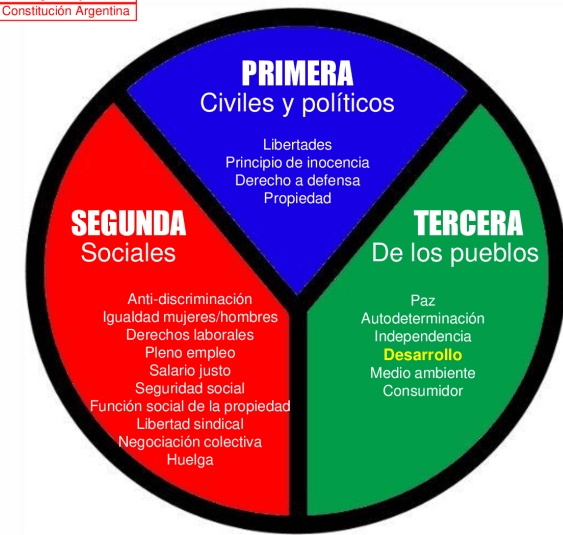 Constitución Argentina
PRIMERA
Civiles y políticos
Libertades
Principio de inocencia
Derecho a defensa
Propiedad
SEGUNDA
Sociales
Anti-discriminación
Igualdad mujeres/hombres
Derechos laborales
Pleno empleo
Salario justo
Seguridad social
Función social de la propiedad
Libertad sindical
Negociación colectiva
Huelga
TERCERA
De los pueblos
Paz
Autodeterminación
Independencia
Desarrollo
Medio ambiente
Consumidor